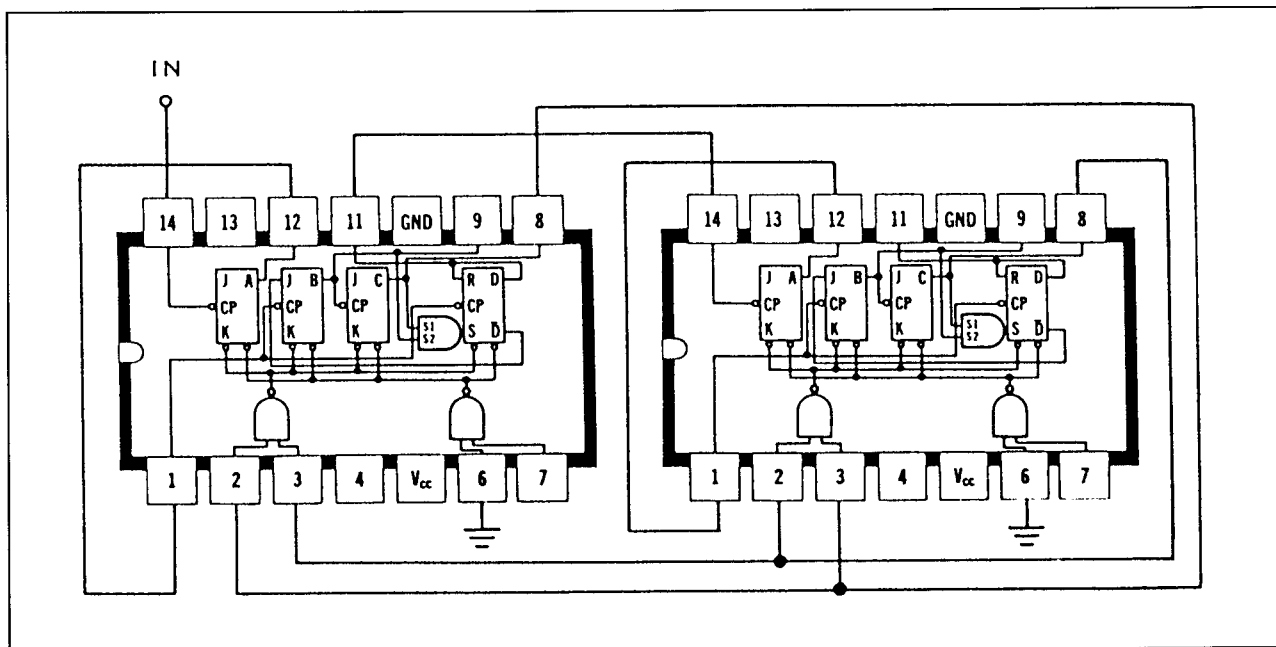 IN
14 13 12 11 GND 9 8
14 13 12 11 GND 9 8
J A J B J C R D
CP CP CP S1 CP
K K K S2 S D̅
J A J B J C R D
CP CP CP S1 CP
K K K S2 S D̅
1 2 3 4 Vcc 6 7
1 2 3 4 Vcc 6 7